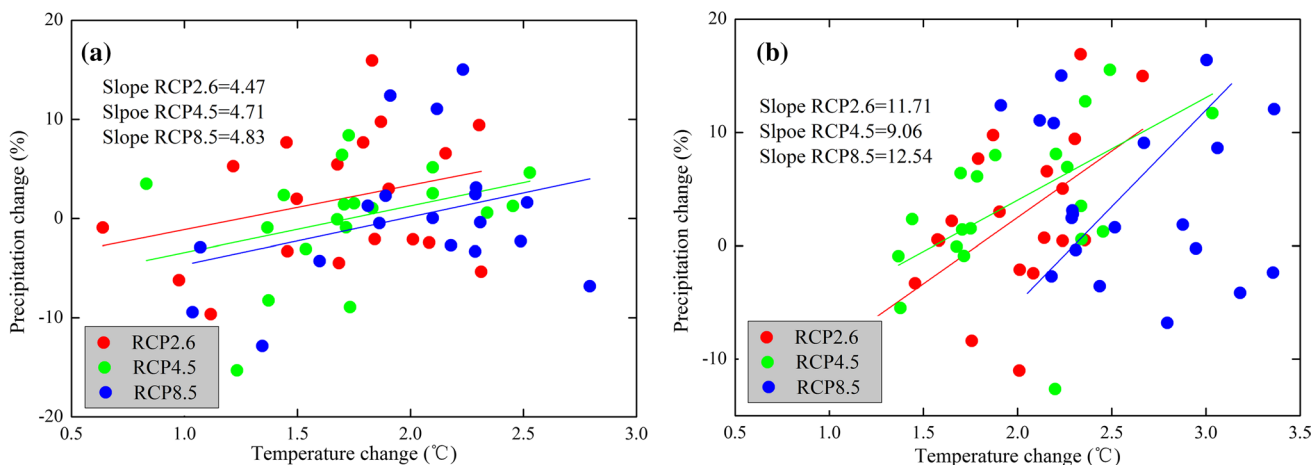 (a)
Slope RCP2.6=4.47
Slpoe RCP4.5=4.71
Slope RCP8.5=4.83
Precipitation change (%)
20
10
0
-10
-20
RCP2.6
RCP4.5
RCP8.5
0.5 1.0 1.5 2.0 2.5 3.0
Temperature change (℃)
(b)
Slope RCP2.6=11.71
Slpoe RCP4.5=9.06
Slope RCP8.5=12.54
Precipitation change (%)
20
10
0
-10
RCP2.6
RCP4.5
RCP8.5
0.5 1.0 1.5 2.0 2.5 3.0 3.5
Temperature change (℃)